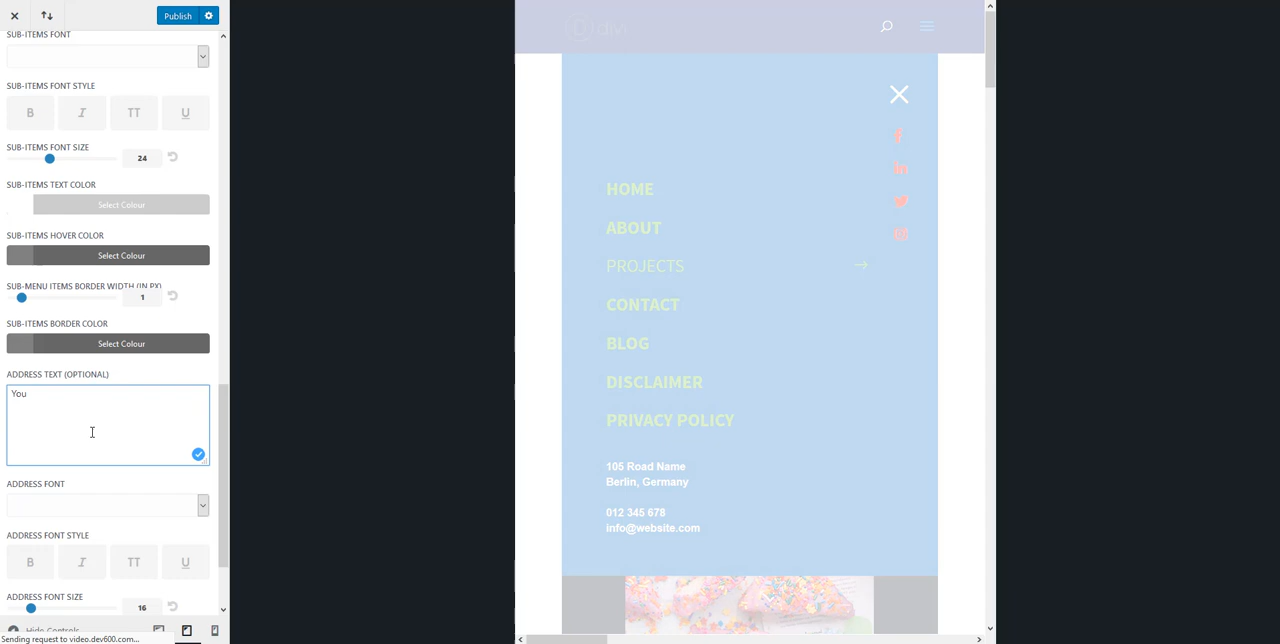 Publish
SUB-ITEMS FONT
SUB-ITEMS FONT STYLE
B I TT U
SUB-ITEMS FONT SIZE
24
SUB-ITEMS TEXT COLOR
Select Colour
SUB-ITEMS HOVER COLOR
Select Colour
SUB-MENU ITEMS BORDER WIDTH (IN PX)
1
SUB-ITEMS BORDER COLOR
Select Colour
ADDRESS TEXT (OPTIONAL)
You
ADDRESS FONT
ADDRESS FONT STYLE
B I TT U
ADDRESS FONT SIZE
16
Hide Controls
Sending request to video.dev600.com...
divi
HOME
ABOUT
PROJECTS
CONTACT
BLOG
DISCLAIMER
PRIVACY POLICY
105 Road Name
Berlin, Germany
012 345 678
info@website.com